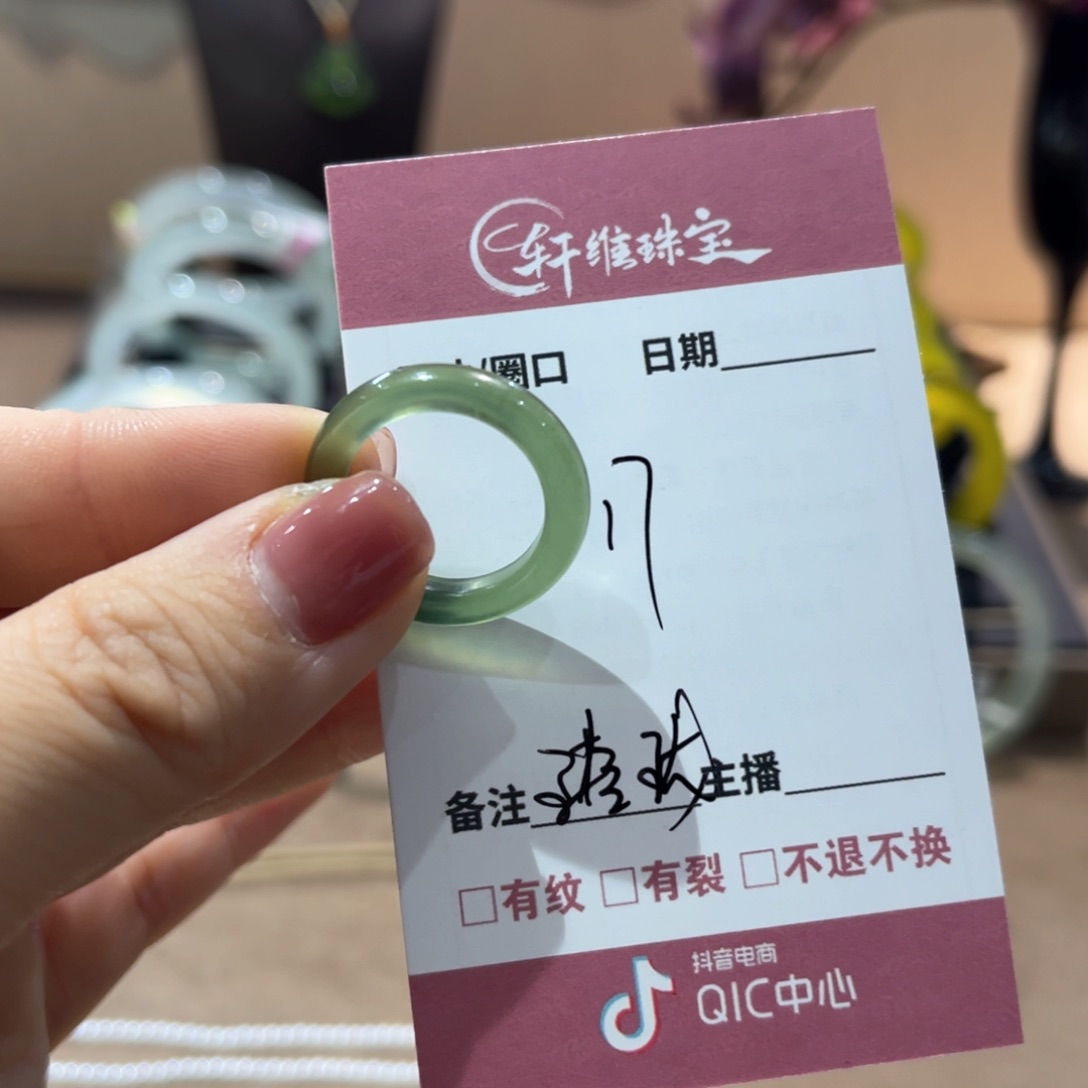 轩维珠宝
/圈口 日期
17
备注 主播
□有纹 □有裂 □不退不换
抖音电商
QIC中心